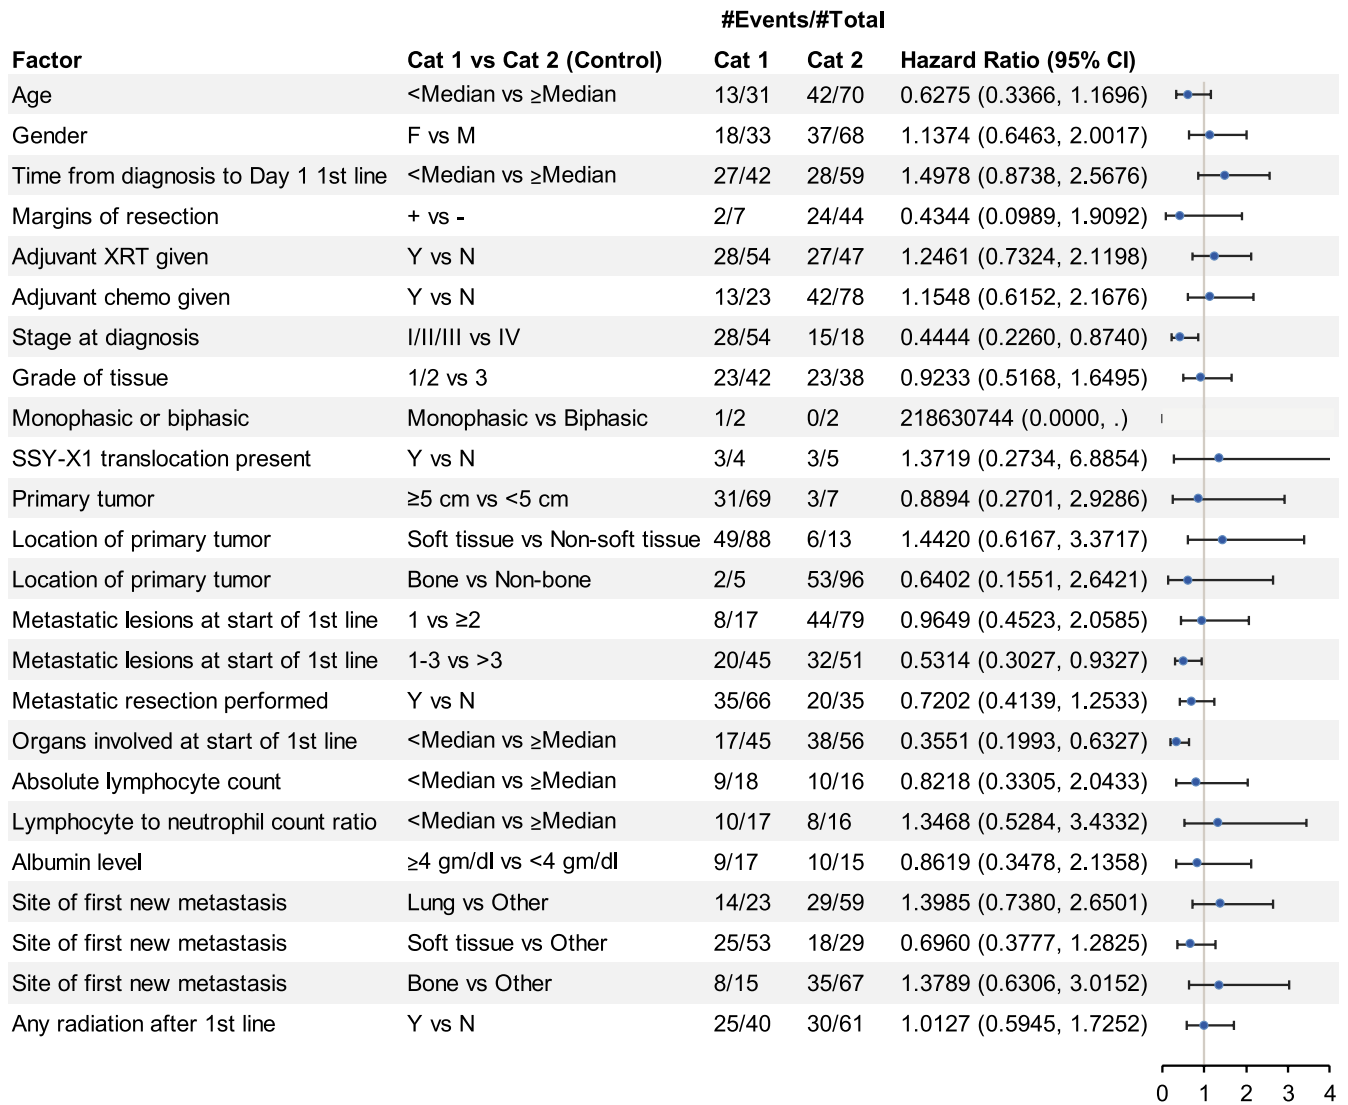 #Events/#Total
Factor Cat 1 vs Cat 2 (Control) Cat 1 Cat 2 Hazard Ratio (95% CI)
Age <Median vs ≥Median 13/31 42/70 0.6275 (0.3366, 1.1696)
Gender F vs M 18/33 37/68 1.1374 (0.6463, 2.0017)
Time from diagnosis to Day 1 1st line <Median vs ≥Median 27/42 28/59 1.4978 (0.8738, 2.5676)
Margins of resection + vs - 2/7 24/44 0.4344 (0.0989, 1.9092)
Adjuvant XRT given Y vs N 28/54 27/47 1.2461 (0.7324, 2.1198)
Adjuvant chemo given Y vs N 13/23 42/78 1.1548 (0.6152, 2.1676)
Stage at diagnosis I/II/III vs IV 28/54 15/18 0.4444 (0.2260, 0.8740)
Grade of tissue 1/2 vs 3 23/42 23/38 0.9233 (0.5168, 1.6495)
Monophasic or biphasic Monophasic vs Biphasic 1/2 0/2 218630744 (0.0000, .)
SSY-X1 translocation present Y vs N 3/4 3/5 1.3719 (0.2734, 6.8854)
Primary tumor ≥5 cm vs <5 cm 31/69 3/7 0.8894 (0.2701, 2.9286)
Location of primary tumor Soft tissue vs Non-soft tissue 49/88 6/13 1.4420 (0.6167, 3.3717)
Location of primary tumor Bone vs Non-bone 2/5 53/96 0.6402 (0.1551, 2.6421)
Metastatic lesions at start of 1st line 1 vs ≥2 8/17 44/79 0.9649 (0.4523, 2.0585)
Metastatic lesions at start of 1st line 1-3 vs >3 20/45 32/51 0.5314 (0.3027, 0.9327)
Metastatic resection performed Y vs N 35/66 20/35 0.7202 (0.4139, 1.2533)
Organs involved at start of 1st line <Median vs ≥Median 17/45 38/56 0.3551 (0.1993, 0.6327)
Absolute lymphocyte count <Median vs ≥Median 9/18 10/16 0.8218 (0.3305, 2.0433)
Lymphocyte to neutrophil count ratio <Median vs ≥Median 10/17 8/16 1.3468 (0.5284, 3.4332)
Albumin level ≥4 gm/dl vs <4 gm/dl 9/17 10/15 0.8619 (0.3478, 2.1358)
Site of first new metastasis Lung vs Other 14/23 29/59 1.3985 (0.7380, 2.6501)
Site of first new metastasis Soft tissue vs Other 25/53 18/29 0.6960 (0.3777, 1.2825)
Site of first new metastasis Bone vs Other 8/15 35/67 1.3789 (0.6306, 3.0152)
Any radiation after 1st line Y vs N 25/40 30/61 1.0127 (0.5945, 1.7252)
0 1 2 3 4